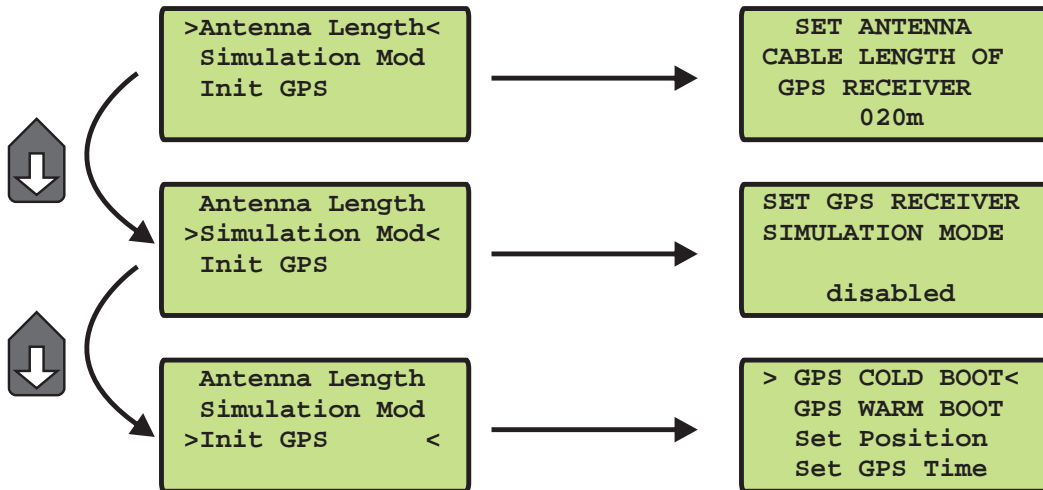 >Antenna Length<
Simulation Mod
Init GPS
SET ANTENNA
CABLE LENGTH OF
GPS RECEIVER
020m
Antenna Length
>Simulation Mod<
Init GPS
SET GPS RECEIVER
SIMULATION MODE
disabled
Antenna Length
Simulation Mod
>Init GPS <
> GPS COLD BOOT<
GPS WARM BOOT
Set Position
Set GPS Time